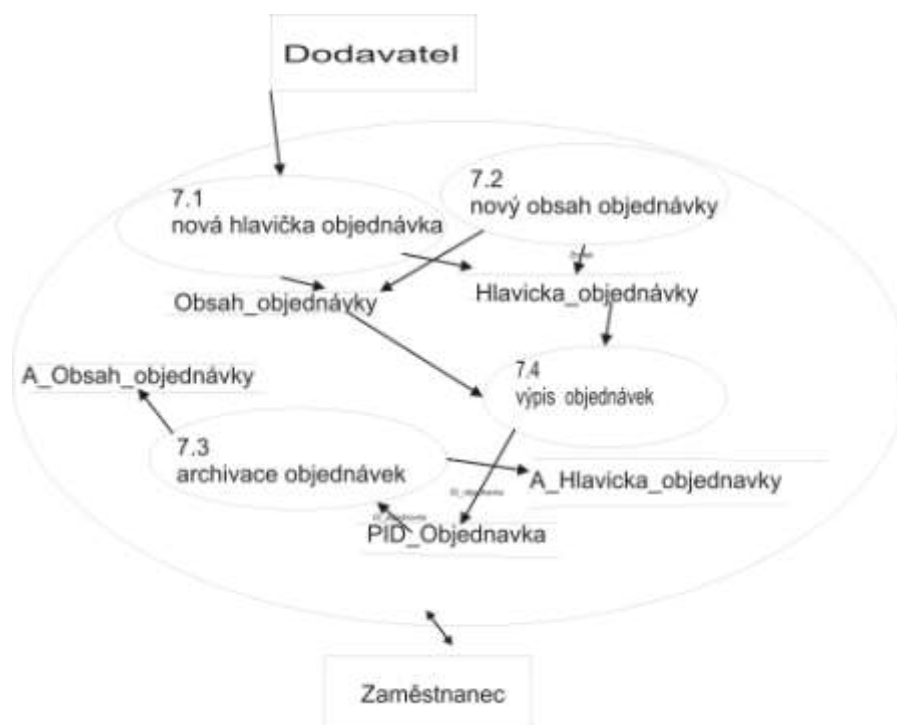 Dodavatel
7.1
nová hlavička objednávka
7.2
nový obsah objednávky
Obsah_objednávky
Hlavicka_objednávky
A_Obsah_objednávky
7.4
výpis objednávek
7.3
archivace objednávek
A_Hlavicka_objednavky
PID_Objednavka
Zaměstnanec